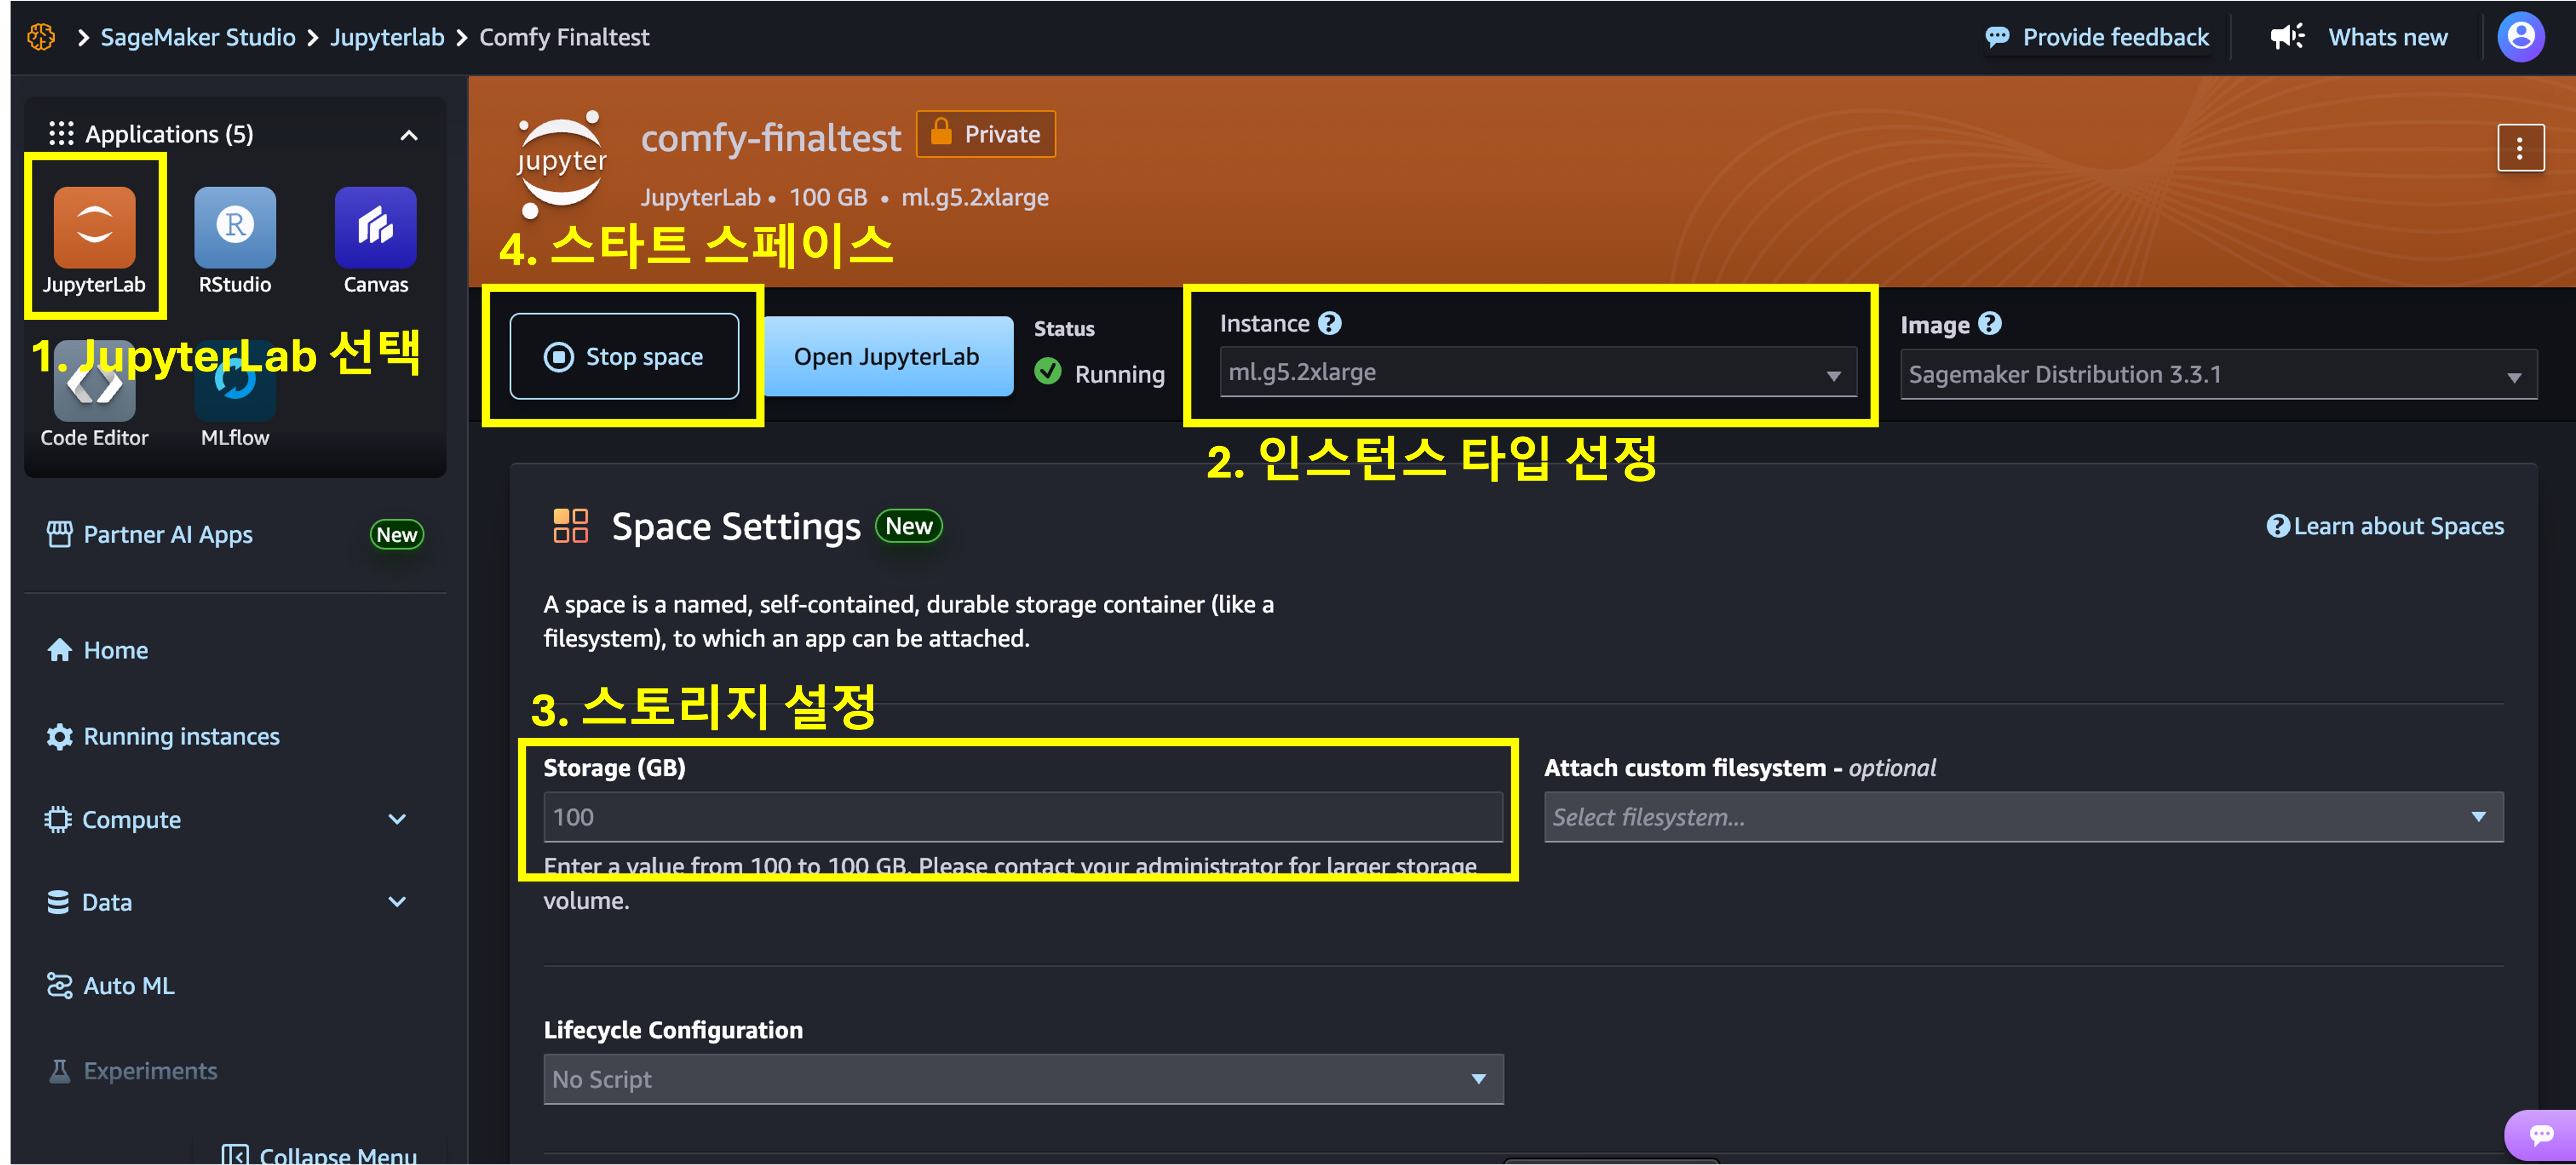 SageMaker Studio > Jupyterlab > Comfy Finaltest
Provide feedback
Whats new
Applications (5)
JupyterLab
RStudio
Canvas
1. JupyterLab 선택
Code Editor
MLflow
Partner AI Apps New
Home
Running instances
Compute
Data
Auto ML
Experiments
Collapse Menu
jupyter
comfy-finaltest Private
JupyterLab • 100 GB • ml.g5.2xlarge
4. 스타트 스페이스
Stop space
Open JupyterLab
Status
Running
Instance ?
ml.g5.2xlarge
Image ?
Sagemaker Distribution 3.3.1
2. 인스턴스 타입 선정
Space Settings New
?Learn about Spaces
A space is a named, self-contained, durable storage container (like a
filesystem), to which an app can be attached.
3. 스토리지 설정
Storage (GB)
100
Enter a value from 100 to 100 GB. Please contact your administrator for larger storage
volume.
Attach custom filesystem - optional
Select filesystem...
Lifecycle Configuration
No Script